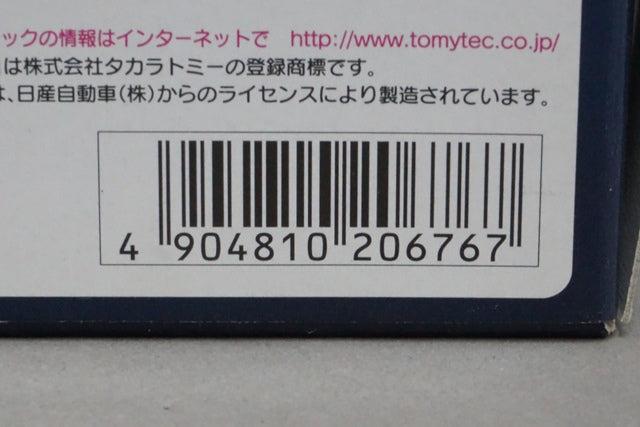 ックの情報はインターネットで http://www.tomytec.co.jp/
は株式会社タカラトミーの登録商標です。
は、日産自動車(株)からのライセンスにより製造されています。
4 904810 206767